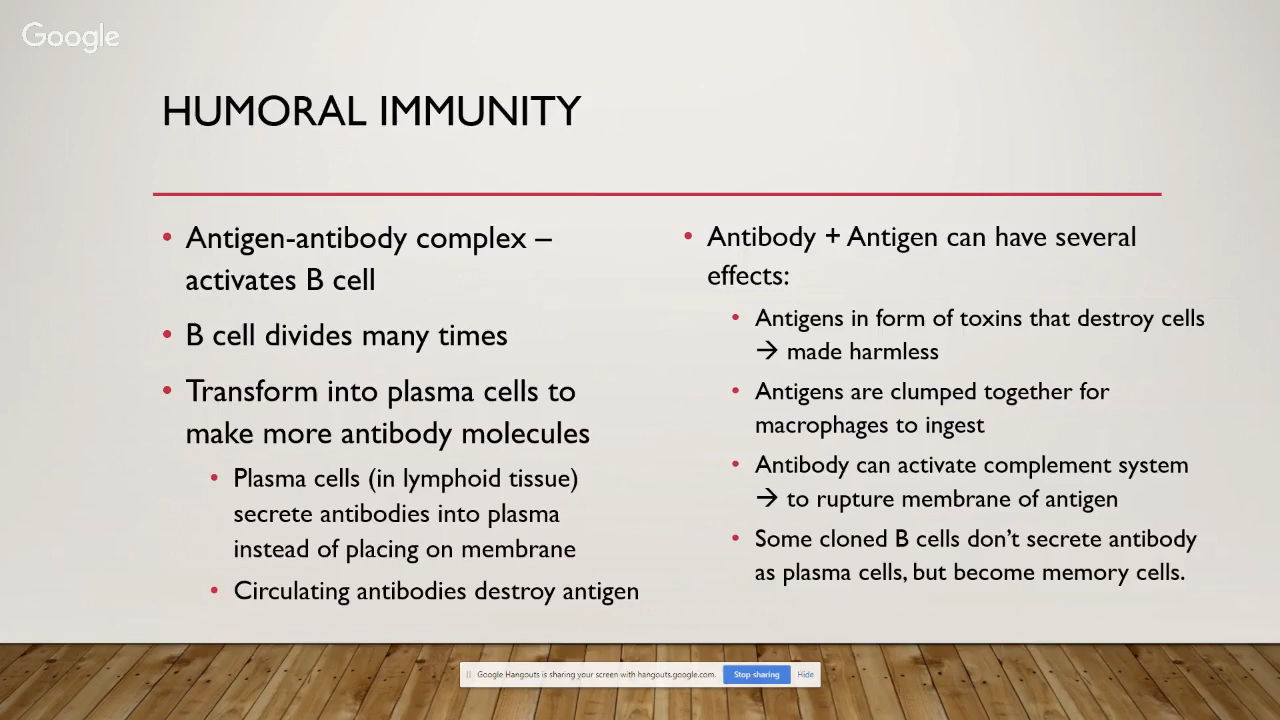 Google
HUMORAL IMMUNITY
• Antigen-antibody complex –
activates B cell
• B cell divides many times
• Transform into plasma cells to
make more antibody molecules
• Plasma cells (in lymphoid tissue)
secrete antibodies into plasma
instead of placing on membrane
• Circulating antibodies destroy antigen
• Antibody + Antigen can have several
effects:
• Antigens in form of toxins that destroy cells
→ made harmless
• Antigens are clumped together for
macrophages to ingest
• Antibody can activate complement system
→ to rupture membrane of antigen
• Some cloned B cells don't secrete antibody
as plasma cells, but become memory cells.
Google Hangouts is sharing your screen with hangouts.google.com. Stop sharing Hide